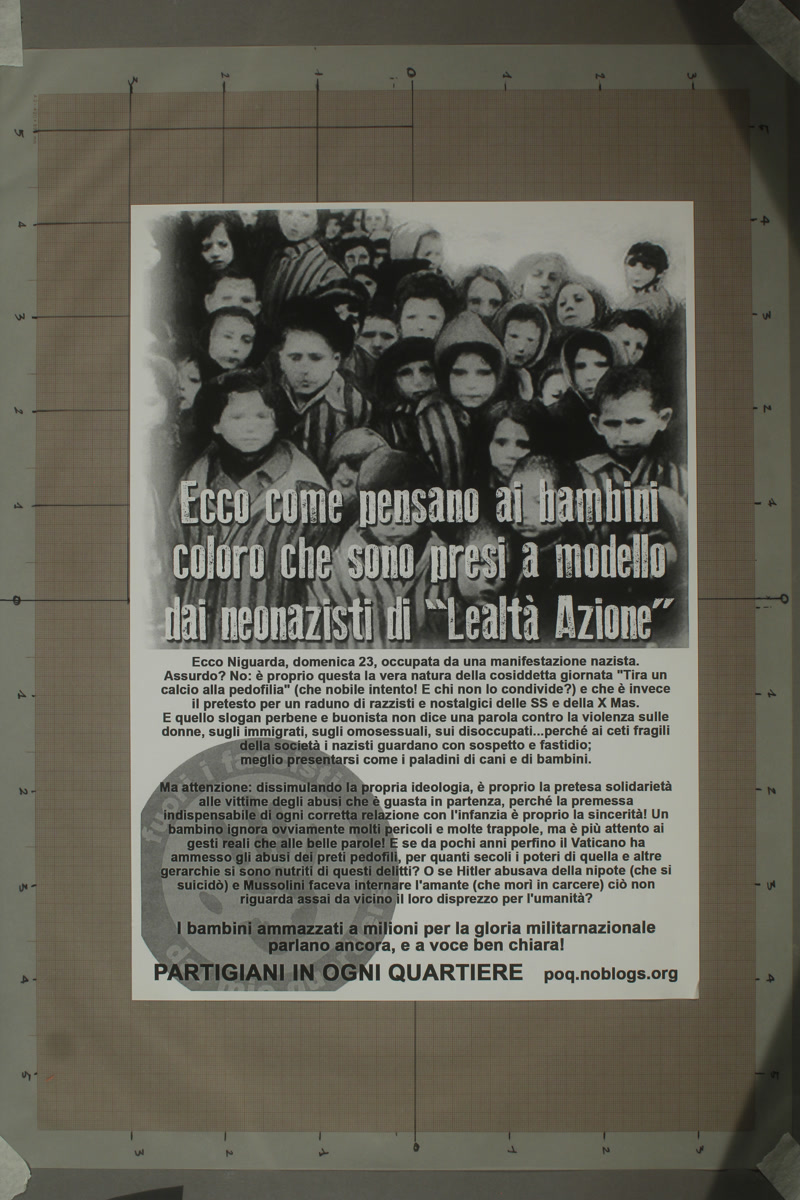 Ecco come pensano ai bambini
coloro che sono presi a modello
dai neonazisti di "Lealtà Azione"
Ecco Niguarda, domenica 23, occupata da una manifestazione nazista.
Assurdo? No: è proprio questa la vera natura della cosiddetta giornata "Tira un
calcio alla pedofilia" (che nobile intento! E chi non lo condivide?) e che è invece
il pretesto per un raduno di razzisti e nostalgici delle SS e della X Mas.
E quello slogan perbene e buonista non dice una parola contro la violenza sulle
donne, sugli immigrati, sugli omosessuali, sui disoccupati...perché ai ceti fragili
della società i nazisti guardano con sospetto e fastidio;
meglio presentarsi come i paladini di cani e di bambini.
Ma attenzione: dissimulando la propria ideologia, è proprio la pretesa solidarietà
alle vittime degli abusi che è guasta in partenza, perché la premessa
indispensabile di ogni corretta relazione con l'infanzia è proprio la sincerità! Un
bambino ignora ovviamente molti pericoli e molte trappole, ma è più attento ai
gesti reali che alle belle parole! E se da pochi anni perfino il Vaticano ha
ammesso gli abusi dei preti pedofili, per quanti secoli i poteri di quella e altre
gerarchie si sono nutriti di questi delitti? O se Hitler abusava della nipote (che si
suicidò) e Mussolini faceva internare l'amante (che morì in carcere) ciò non
riguarda assai da vicino il loro disprezzo per l'umanità?
I bambini ammazzati a milioni per la gloria militarnazionale
parlano ancora, e a voce ben chiara!
PARTIGIANI IN OGNI QUARTIERE poq.noblogs.org